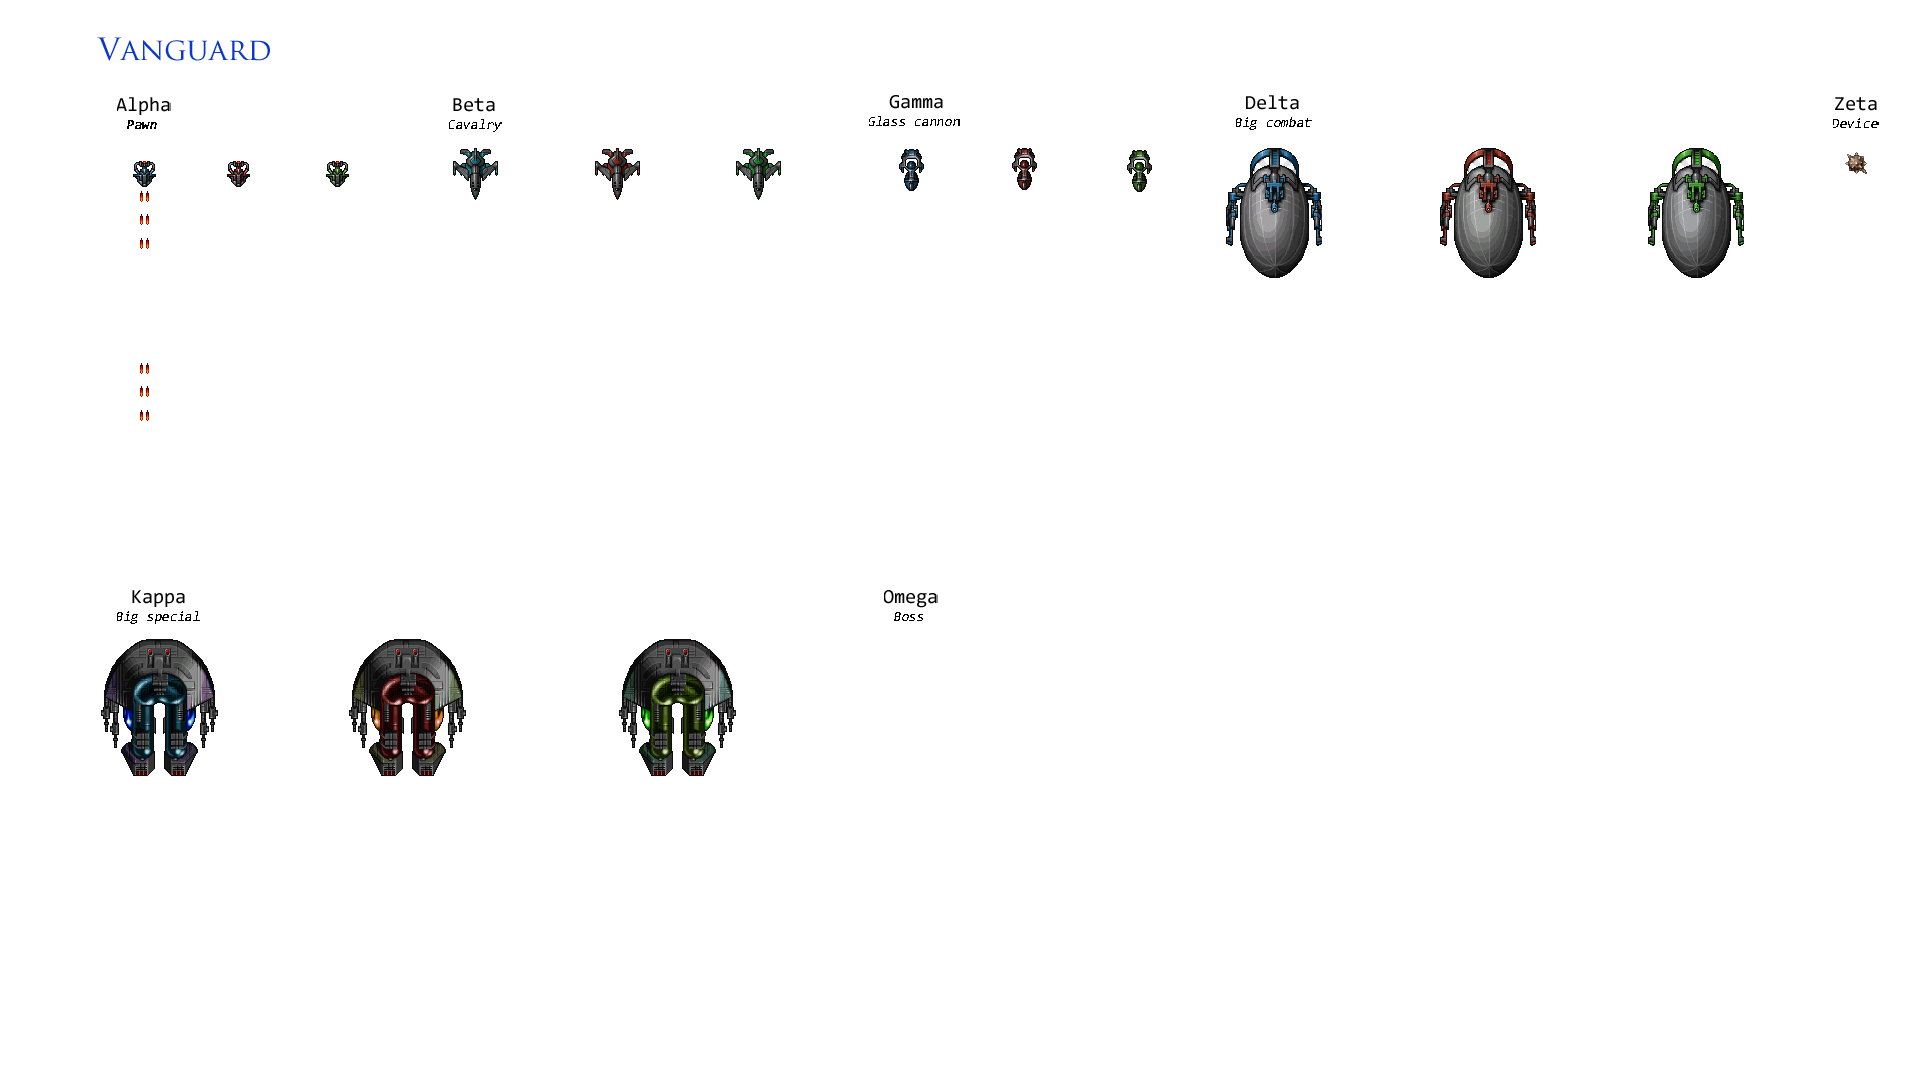 VANGUARD
Alpha
Pawn
Beta
Cavalry
Gamma
Glass cannon
Delta
Big combat
Zeta
Device
Kappa
Big special
Omega
Boss